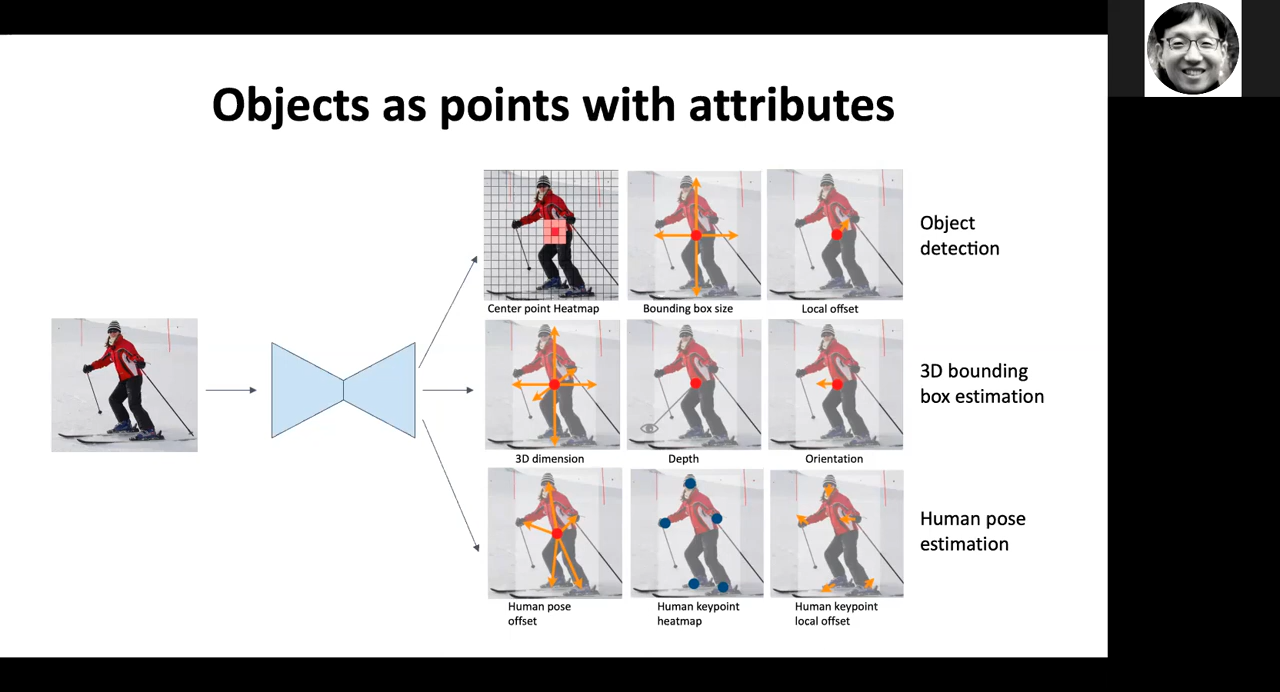 Objects as points with attributes
Center point Heatmap
Bounding box size
Local offset
Object
detection
3D dimension
Depth
Orientation
3D bounding
box estimation
Human pose
offset
Human keypoint
heatmap
Human keypoint
local offset
Human pose
estimation